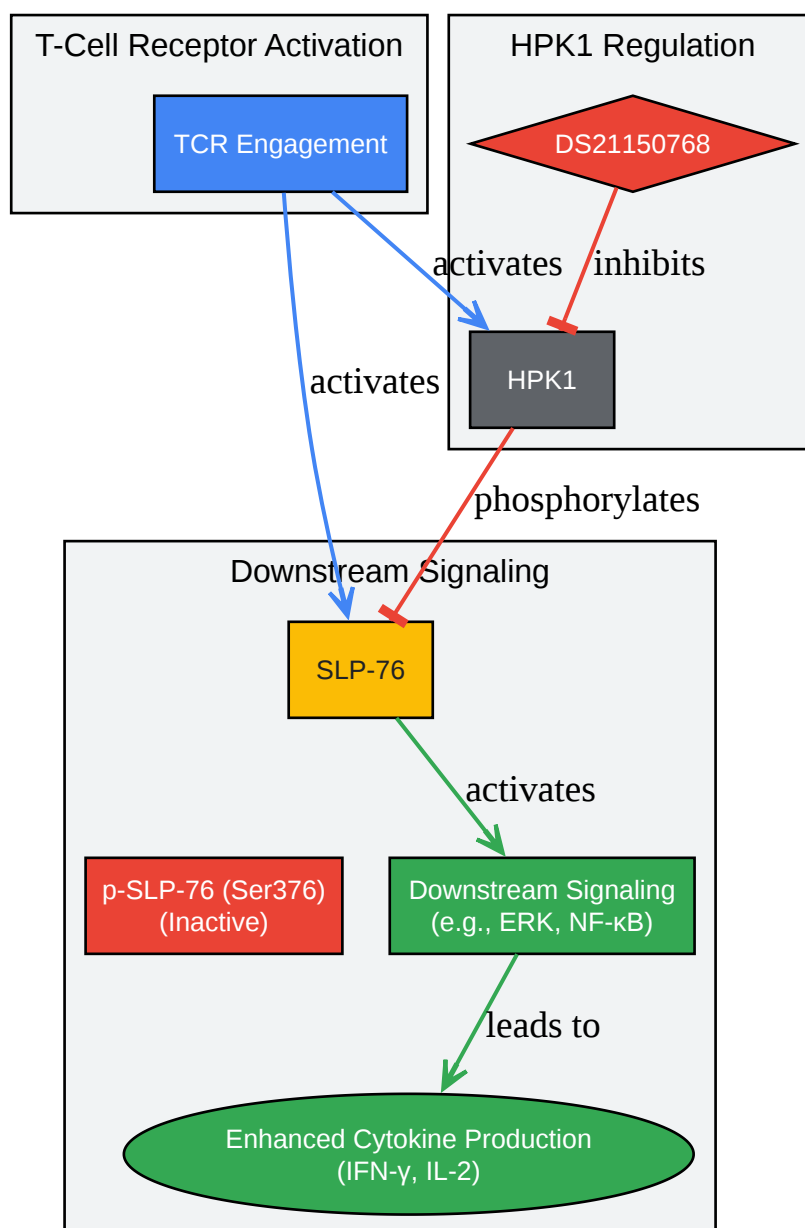 T-Cell Receptor Activation
HPK1 Regulation
TCR Engagement
DS21150768
activates
inhibits
HPK1
activates
phosphorylates
Downstream Signaling
SLP-76
activates
p-SLP-76 (Ser376)
(Inactive)
Downstream Signaling
(e.g., ERK, NF-κB)
leads to
Enhanced Cytokine Production
(IFN-γ, IL-2)